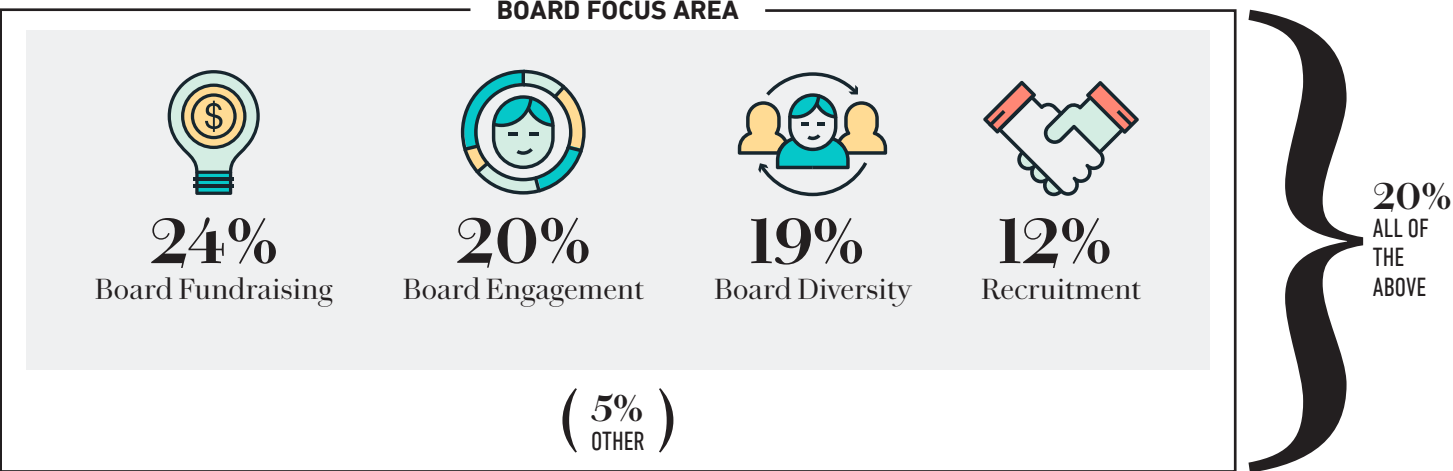 BOARD FOCUS AREA
$
24%
Board Fundraising
20%
Board Engagement
19%
Board Diversity
12%
Recruitment
5%
OTHER
20%
ALL OF
THE
ABOVE